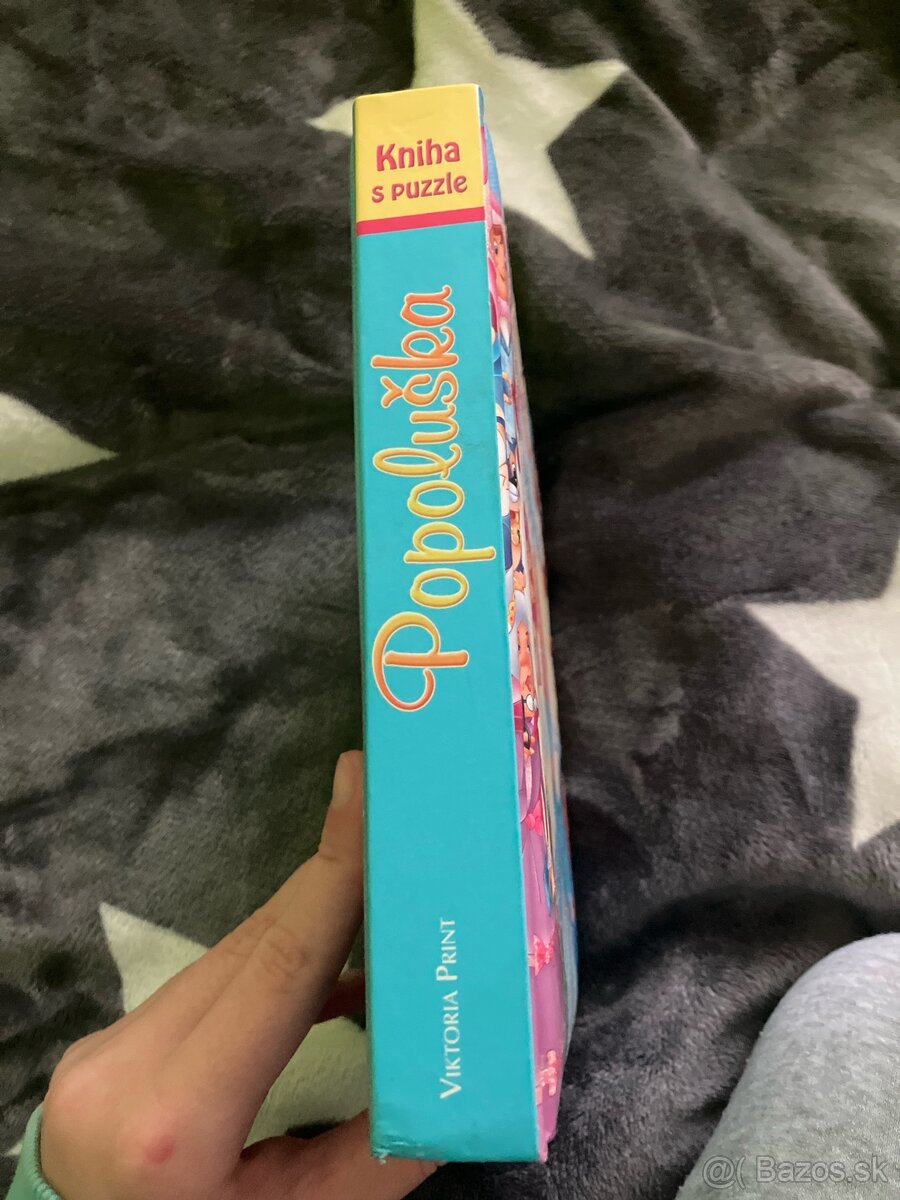 Kniha
s puzzle
Popoluška
Viktoria Print
@( Bazos.sk